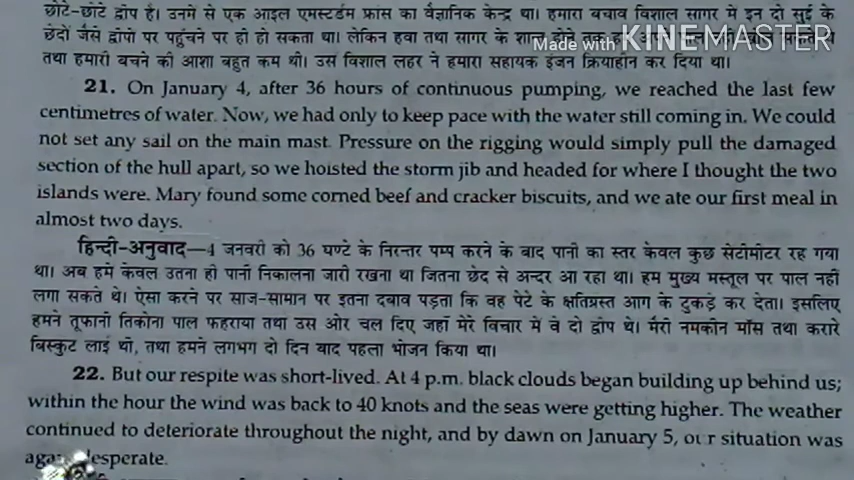 छोटे-छोटे द्वीप है। उनमें से एक आइल एमस्टर्डम फ्रांस का वैज्ञानिक केन्द्र था। हमारा बचाव विशाल सागर में इन दो सुई के
छेदों जैसे द्वीपों पर पहुँचने पर ही हो सकता था। लेकिन हवा तथा सागर के शान्त होने तक
Made with KINEMASTER
तथा हमारी बचने की आशा बहुत कम थी। उस विशाल लहर ने हमारा सहायक इंजन क्रियाहीन कर दिया था।
21. On January 4, after 36 hours of continuous pumping, we reached the last few
centimetres of water. Now, we had only to keep pace with the water still coming in. We could
not set any sail on the main mast. Pressure on the rigging would simply pull the damaged
section of the hull apart, so we hoisted the storm jib and headed for where I thought the two
islands were. Mary found some corned beef and cracker biscuits, and we ate our first meal in
almost two days.
हिन्दी-अनुवाद—4 जनवरी को 36 घण्टे के निरन्तर पम्प करने के बाद पानी का स्तर केवल कुछ सेंटीमीटर रह गया
था। अब हमें केवल उतना ही पानी निकालना जारी रखना था जितना छेद से अन्दर आ रहा था। हम मुख्य मस्तूल पर पाल नहीं
लगा सकते थे। ऐसा करने पर साज-सामान पर इतना दबाव पड़ता कि वह पेटे के क्षतिग्रस्त भाग के टुकड़े कर देता। इसलिए
हमने तूफानी तिकोना पाल फहराया तथा उस ओर चल दिए जहाँ मेरे विचार में वे दो द्वीप थे। मैरी नमकीन माँस तथा करारे
बिस्कुट लाई थी, तथा हमने लगभग दो दिन बाद पहला भोजन किया था।
22. But our respite was short-lived. At 4 p.m. black clouds began building up behind us;
within the hour the wind was back to 40 knots and the seas were getting higher. The weather
continued to deteriorate throughout the night, and by dawn on January 5, our situation was
again desperate.